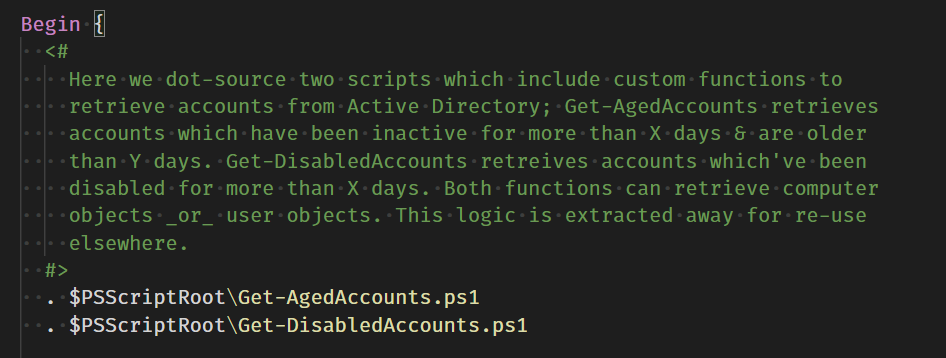 Begin {
<#
Here we dot-source two scripts which include custom functions to
retrieve accounts from Active Directory; Get-AgedAccounts retrieves
accounts which have been inactive for more than X days & are older
than Y days. Get-DisabledAccounts retreives accounts which've been
disabled for more than X days. Both functions can retrieve computer
objects _or_ user objects. This logic is extracted away for re-use
elsewhere.
#>
. $PSScriptRoot\Get-AgedAccounts.ps1
. $PSScriptRoot\Get-DisabledAccounts.ps1